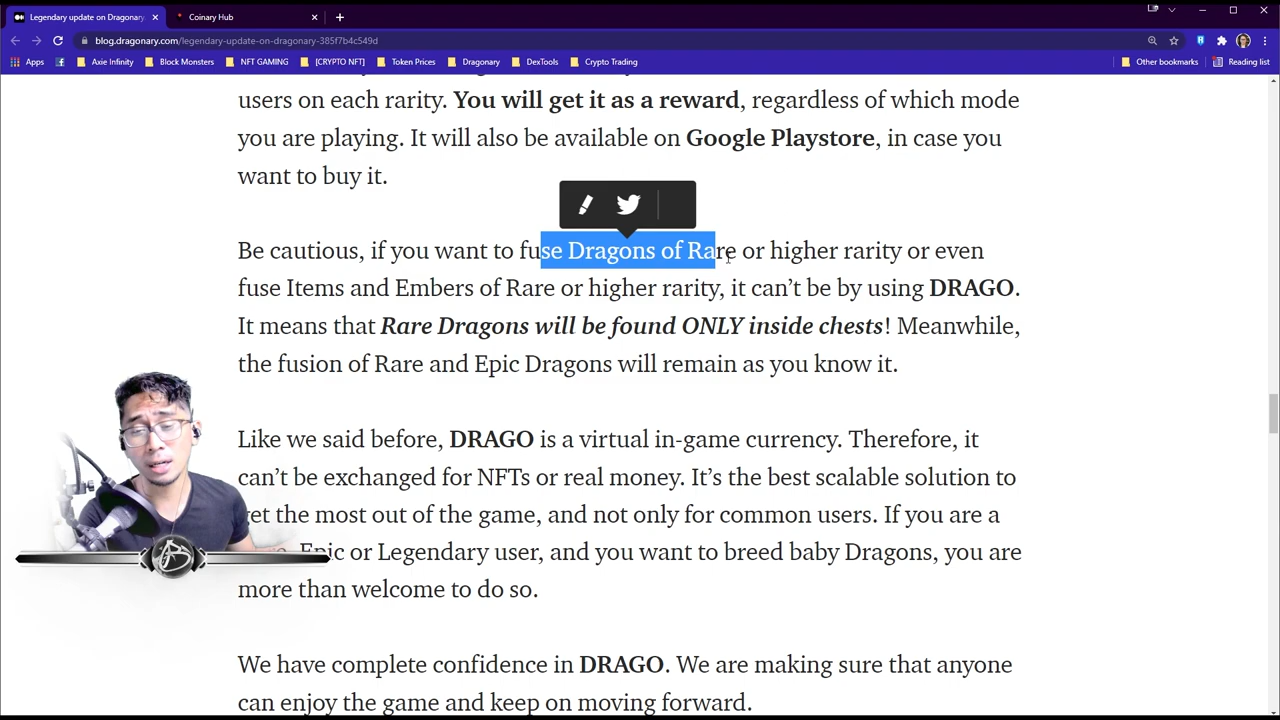 Legendary update on Dragonary
Coinary Hub
blog.dragonary.com/legendary-update-on-dragonary-385f7b4c549d
Apps
Axie Infinity
Block Monsters
NFT GAMING
[CRYPTO NFT]
Token Prices
Dragonary
DexTools
Crypto Trading
Other bookmarks
Reading list
users on each rarity. You will get it as a reward, regardless of which mode
you are playing. It will also be available on Google Playstore, in case you
want to buy it.
Be cautious, if you want to fuse Dragons of Rare or higher rarity or even
fuse Items and Embers of Rare or higher rarity, it can’t be by using DRAGO.
It means that Rare Dragons will be found ONLY inside chests! Meanwhile,
the fusion of Rare and Epic Dragons will remain as you know it.
Like we said before, DRAGO is a virtual in-game currency. Therefore, it
can’t be exchanged for NFTs or real money. It’s the best scalable solution to
get the most out of the game, and not only for common users. If you are a
Epic or Legendary user, and you want to breed baby Dragons, you are
more than welcome to do so.
We have complete confidence in DRAGO. We are making sure that anyone
can enjoy the game and keep on moving forward.